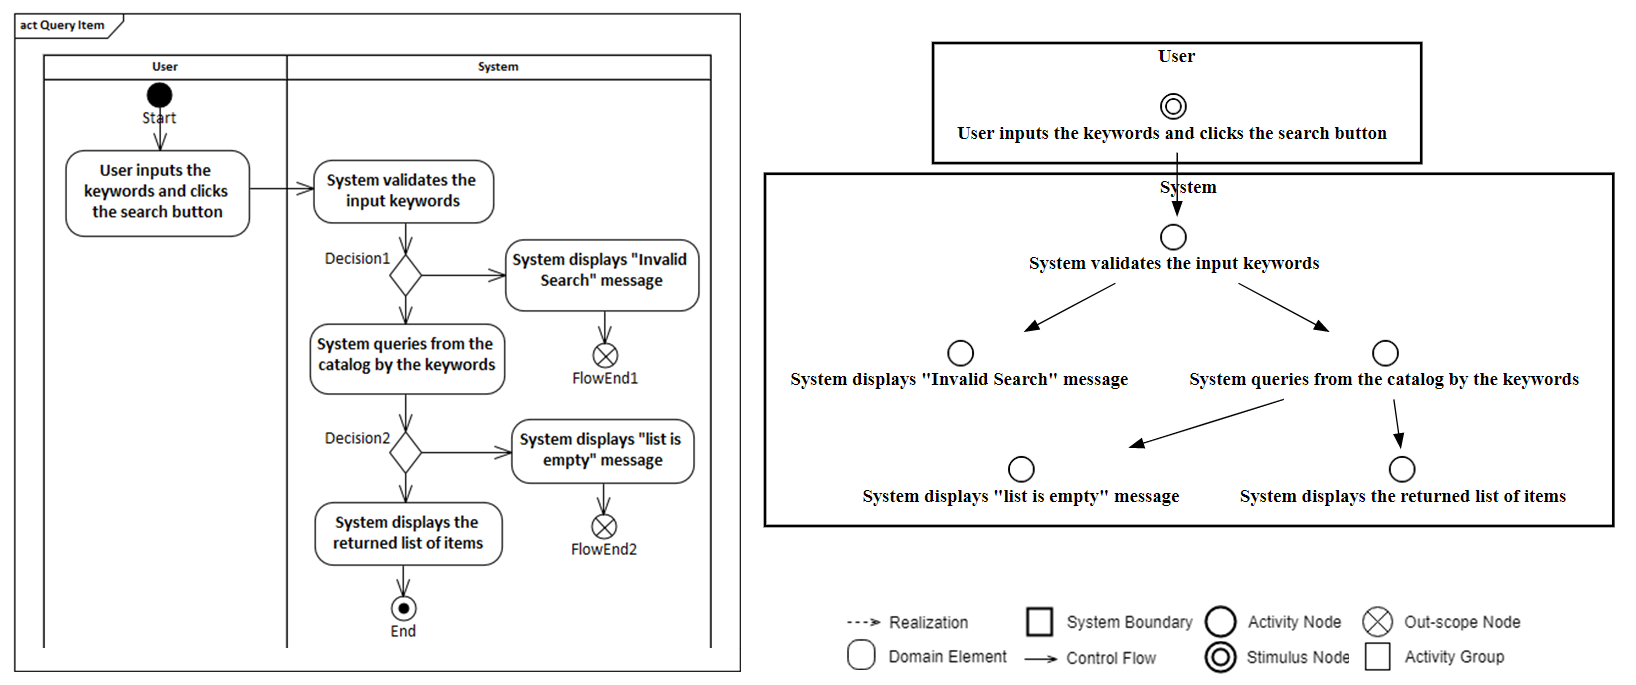 act Query Item
User
System
Start
User inputs the
keywords and clicks
the search button
System validates the
input keywords
Decision1
System displays "Invalid
Search" message
FlowEnd1
System queries from the
catalog by the keywords
Decision2
System displays "list is
empty" message
FlowEnd2
System displays the
returned list of items
End
User
User inputs the keywords and clicks the search button
System
System validates the input keywords
System displays "Invalid Search" message
System queries from the catalog by the keywords
System displays "list is empty" message
System displays the returned list of items
Realization
System Boundary
Activity Node
Out-scope Node
Domain Element
Control Flow
Stimulus Node
Activity Group